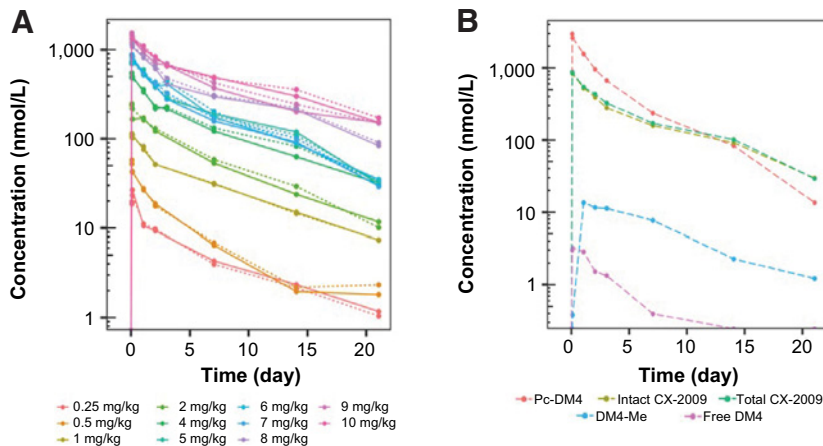 A
Concentration (nmol/L)
1,000
100
10
1
0 5 10 15 20
Time (day)
0.25 mg/kg 2 mg/kg 6 mg/kg 9 mg/kg
0.5 mg/kg 4 mg/kg 7 mg/kg 10 mg/kg
1 mg/kg 5 mg/kg 8 mg/kg
B
Concentration (nmol/L)
1,000
100
10
1
0 5 10 15 20
Time (day)
Pc-DM4 Intact CX-2009 Total CX-2009
DM4-Me Free DM4